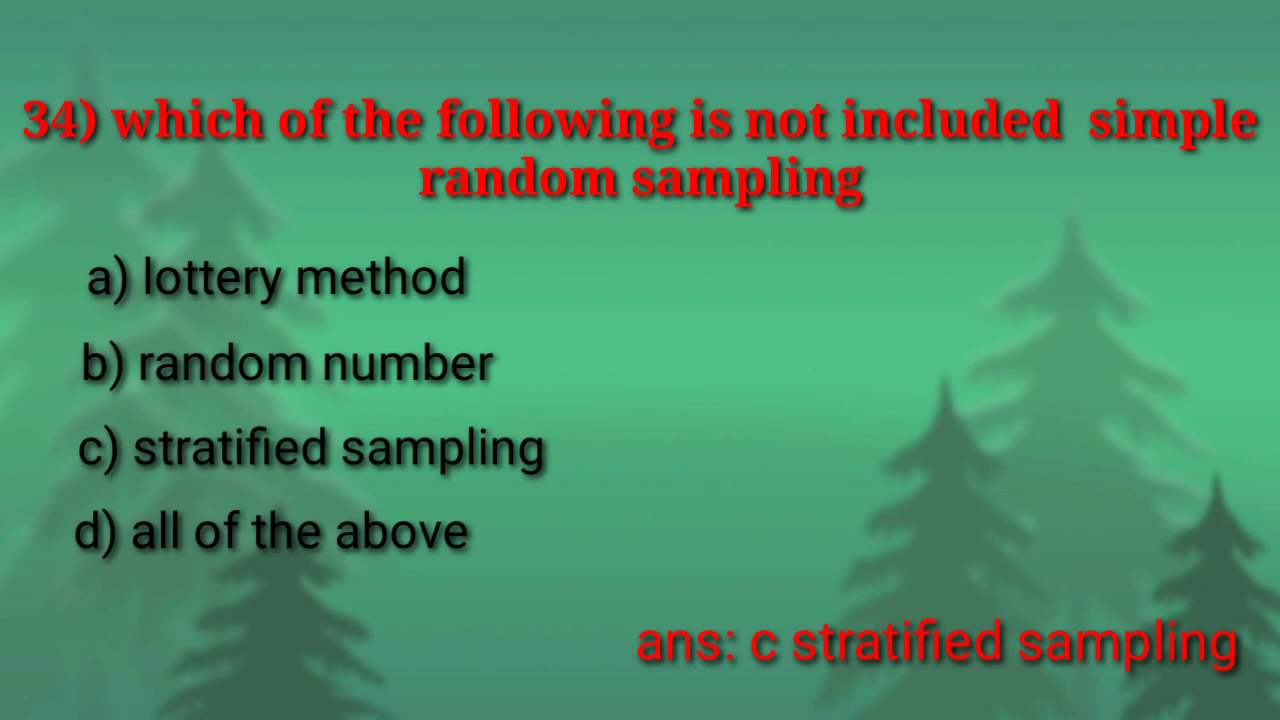 34) which of the following is not included  simple
random sampling
a) lottery method
b) random number
c) stratified sampling
d) all of the above
ans: c stratified sampling